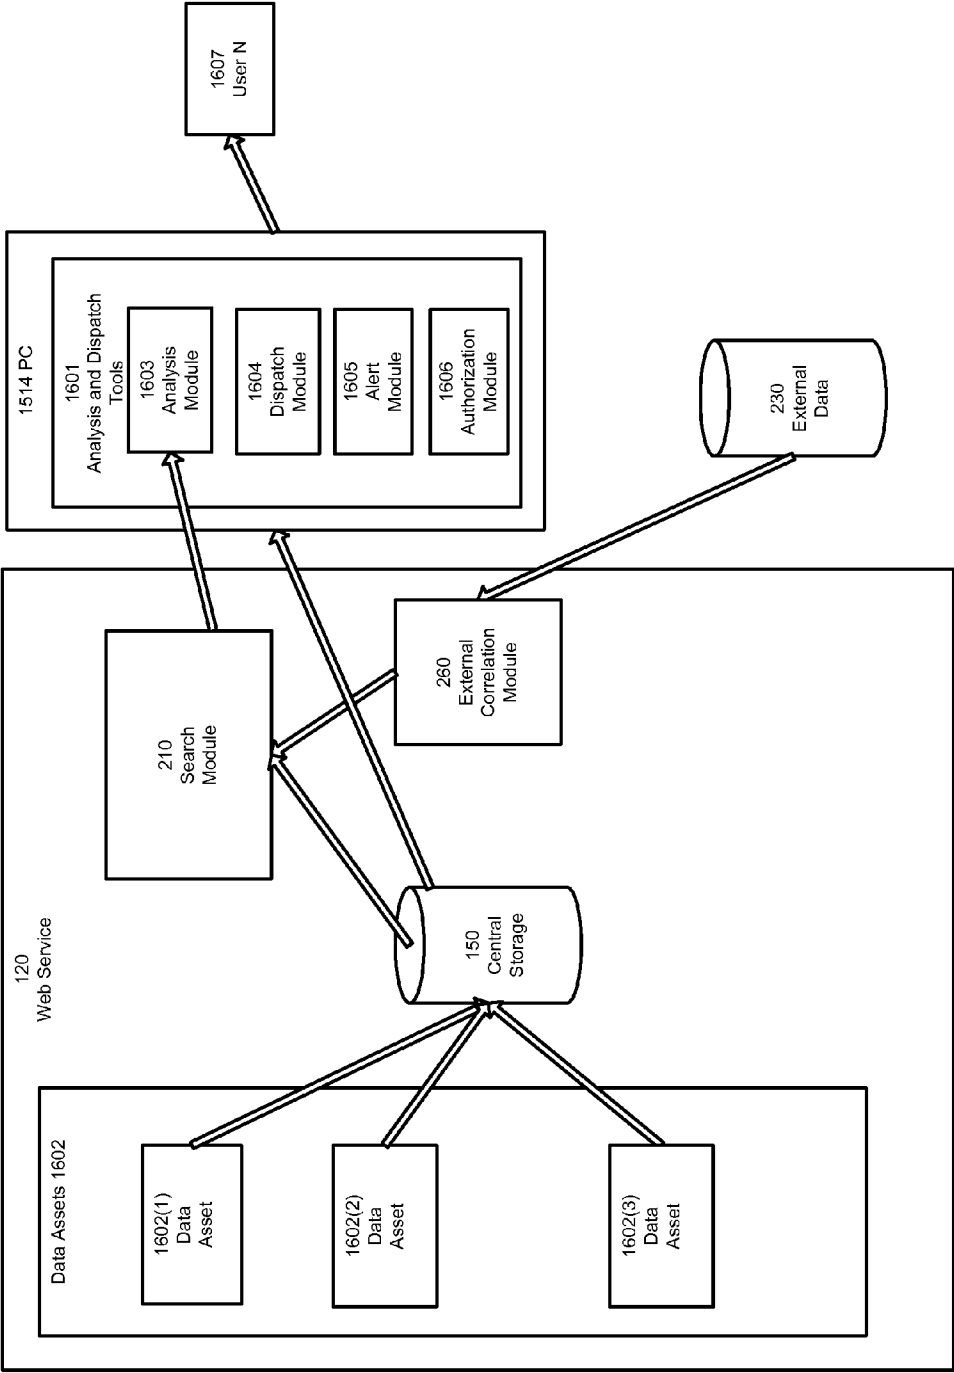 120
Web Service
Data Assets 1602
1602(1)
Data
Asset
1602(2)
Data
Asset
1602(3)
Data
Asset
150
Central
Storage
210
Search
Module
260
External
Correlation
Module
1514 PC
1601
Analysis and Dispatch
Tools
1603
Analysis
Module
1604
Dispatch
Module
1605
Alert
Module
1606
Authorization
Module
230
External
Data
1607
User N